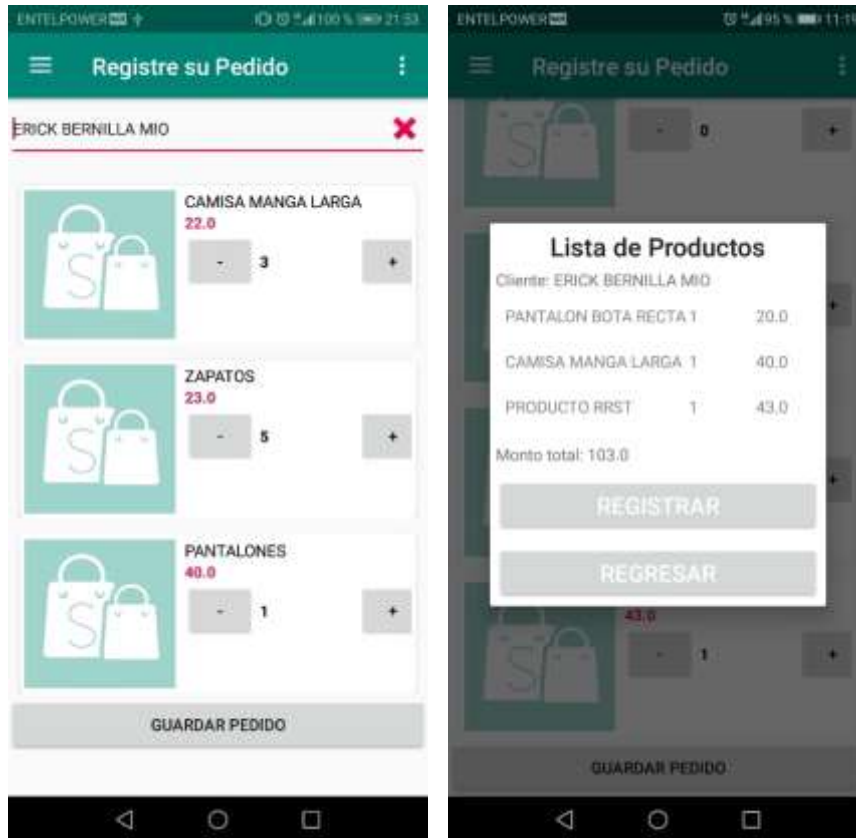 ENTELPOWER 100 % 21:53
Registre su Pedido
ERICK BERNILLA MIO
CAMISA MANGA LARGA
22.0
- 3 +
ZAPATOS
23.0
- 5 +
PANTALONES
40.0
- 1 +
GUARDAR PEDIDO
ENTELPOWER 95 % 11:19
Registre su Pedido
- 0 +
Lista de Productos
Cliente: ERICK BERNILLA MIO
PANTALON BOTA RECTA 1 20.0
CAMISA MANGA LARGA 1 40.0
PRODUCTO RRST 1 43.0
Monto total: 103.0
REGISTRAR
REGRESAR
43.0
- 1 +
GUARDAR PEDIDO